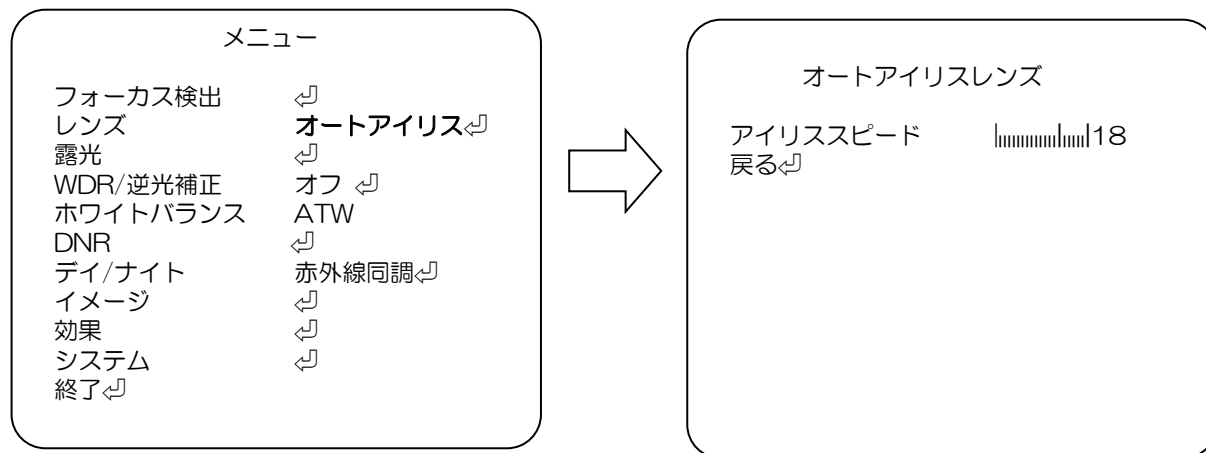 メニュー
フォーカス検出 ⏎
レンズ オートアイリス⏎
露光 ⏎
WDR/逆光補正 オフ ⏎
ホワイトバランス ATW
DNR ⏎
デイ/ナイト 赤外線同調⏎
イメージ ⏎
効果 ⏎
システム ⏎
終了⏎
オートアイリスレンズ
アイリススピード 18
戻る⏎